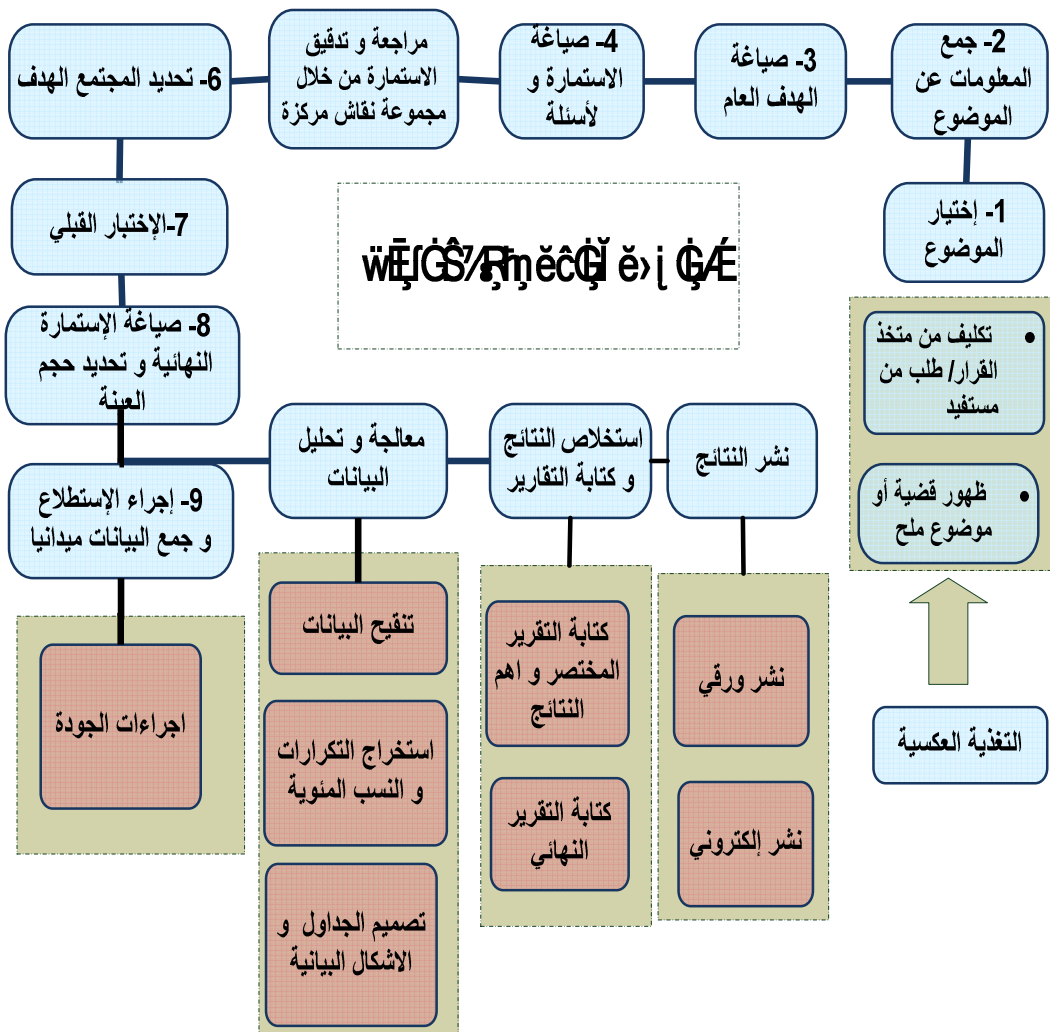 1- إختيار
الموضوع
تكليف من متخذ
القرار/ طلب من
مستفيد
ظهور قضية أو
موضوع ملح
التغذية العكسية
2- جمع
المعلومات عن
الموضوع
3- صياغة
الهدف العام
4- صياغة
الاستمارة و
لأسئلة
مراجعة و تدقيق
الاستمارة من خلال
مجموعة نقاش مركزة
6- تحديد المجتمع الهدف
7-الإختبار القبلي
8- صياغة الإستمارة
النهائية و تحديد حجم
العينة
9- إجراء الإستطلاع
و جمع البيانات ميدانيا
اجراءات الجودة
معالجة و تحليل
البيانات
تنقيح البيانات
استخراج التكرارات
و النسب المئوية
تصميم الجداول و
الاشكال البيانية
استخلاص النتائج
و كتابة التقارير
كتابة التقرير
المختصر و اهم
النتائج
كتابة التقرير
النهائي
نشر النتائج
نشر ورقي
نشر إلكتروني